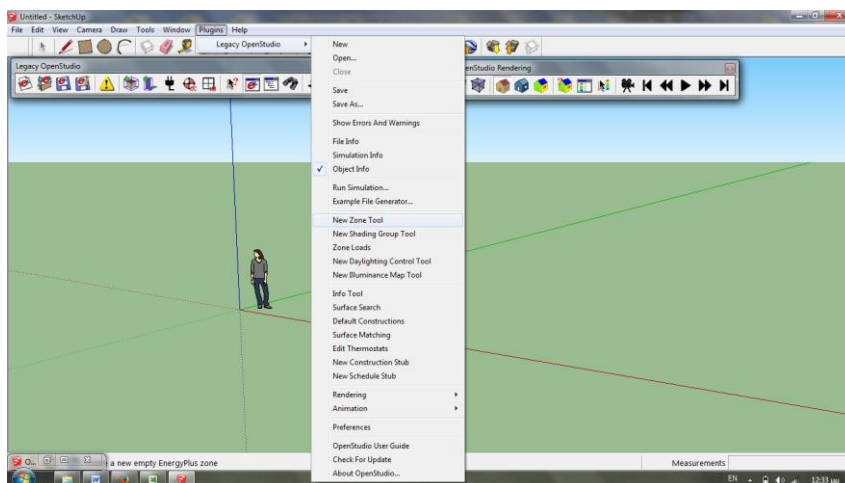 Untitled - SketchUp
File Edit View Camera Draw Tools Window Plugins Help
Legacy OpenStudio
Legacy OpenStudio
enStudio Rendering
New
Open...
Close
Save
Save As...
Show Errors And Warnings
File Info
Simulation Info
Object Info
Run Simulation...
Example File Generator...
New Zone Tool
New Shading Group Tool
Zone Loads
New Daylighting Control Tool
New Illuminance Map Tool
Info Tool
Surface Search
Default Constructions
Surface Matching
Edit Thermostats
New Construction Stub
New Schedule Stub
Rendering
Animation
Preferences
OpenStudio User Guide
Check For Update
About OpenStudio...
O...
a new empty EnergyPlus zone
Measurements
EN
12:33 μμ